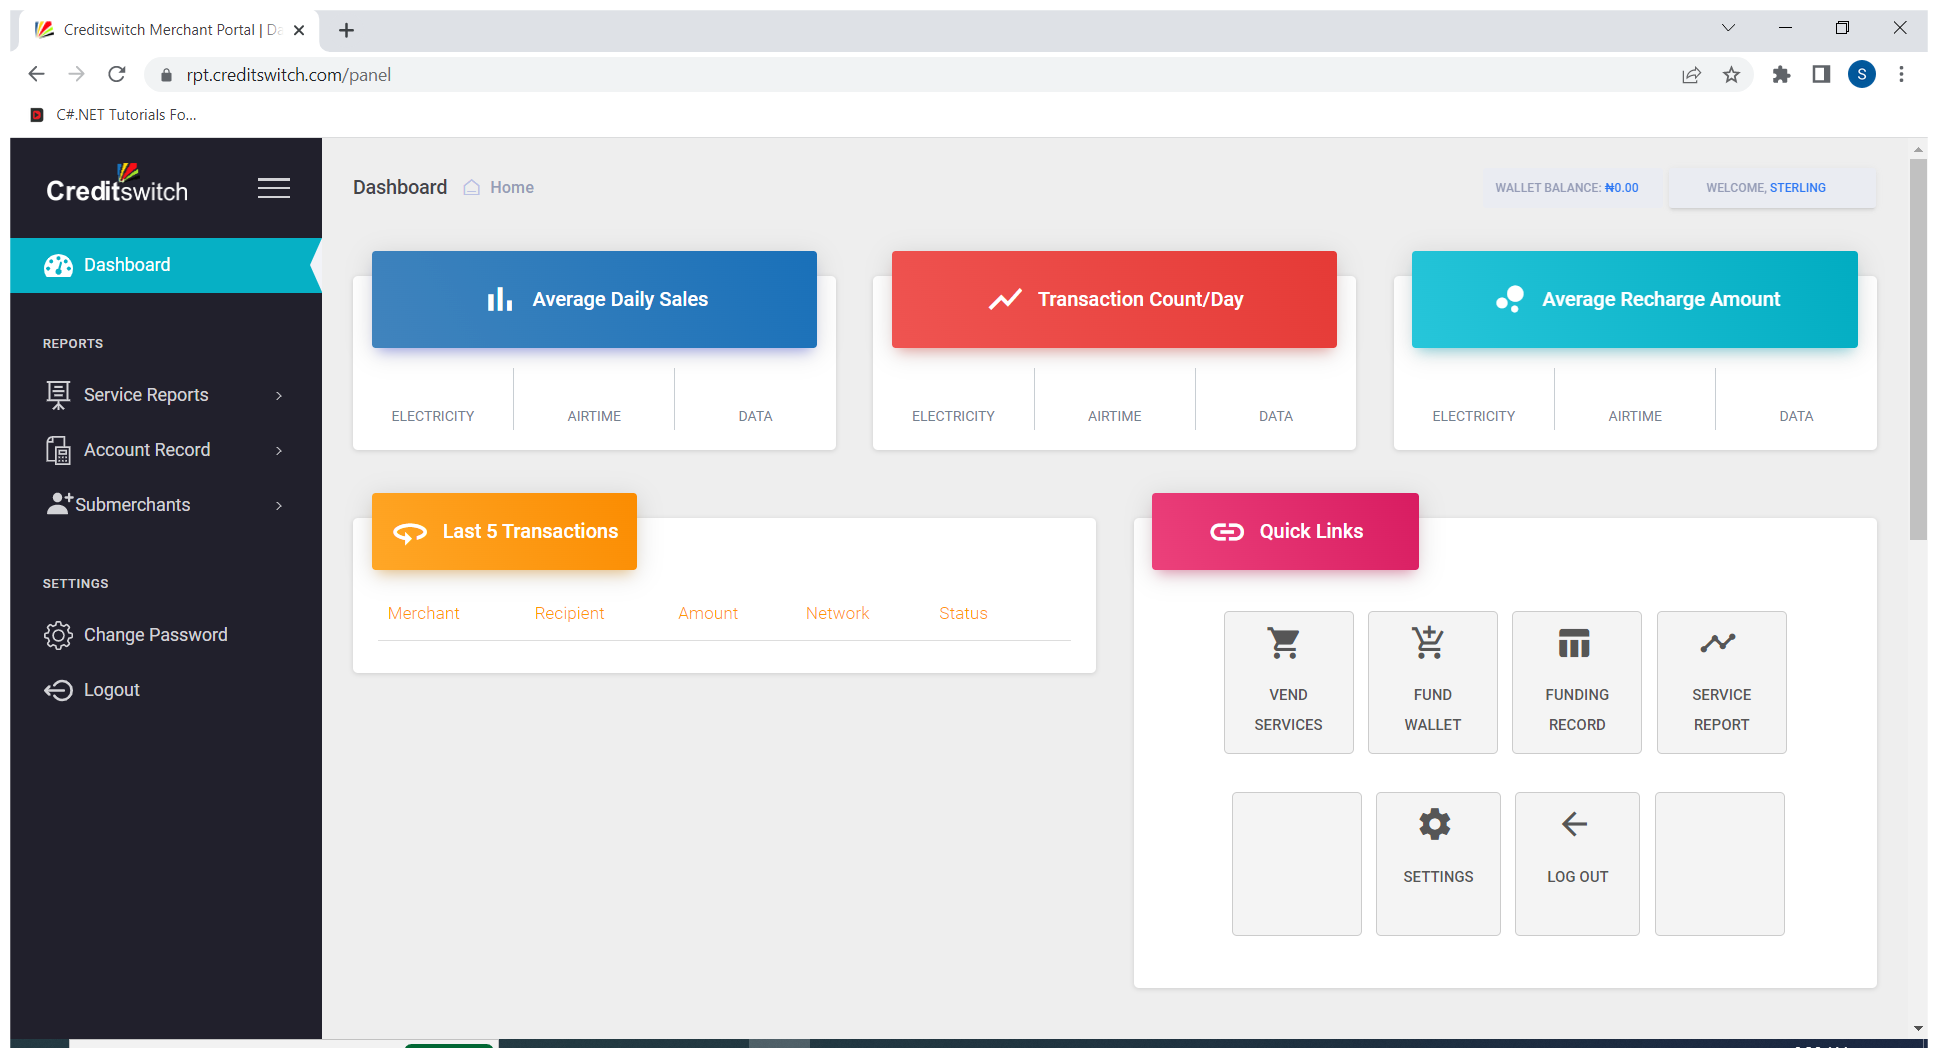 Creditswitch Merchant Portal | Da
rpt.creditswitch.com/panel
S
C#.NET Tutorials Fo...
Creditswitch
Dashboard
REPORTS
Service Reports
Account Record
Submerchants
SETTINGS
Change Password
Logout
Dashboard Home
WALLET BALANCE: ₦0.00
WELCOME, STERLING
Average Daily Sales
ELECTRICITY AIRTIME DATA
Transaction Count/Day
ELECTRICITY AIRTIME DATA
Average Recharge Amount
ELECTRICITY AIRTIME DATA
Last 5 Transactions
Merchant Recipient Amount Network Status
Quick Links
VEND
SERVICES
FUND
WALLET
FUNDING
RECORD
SERVICE
REPORT
SETTINGS
LOG OUT